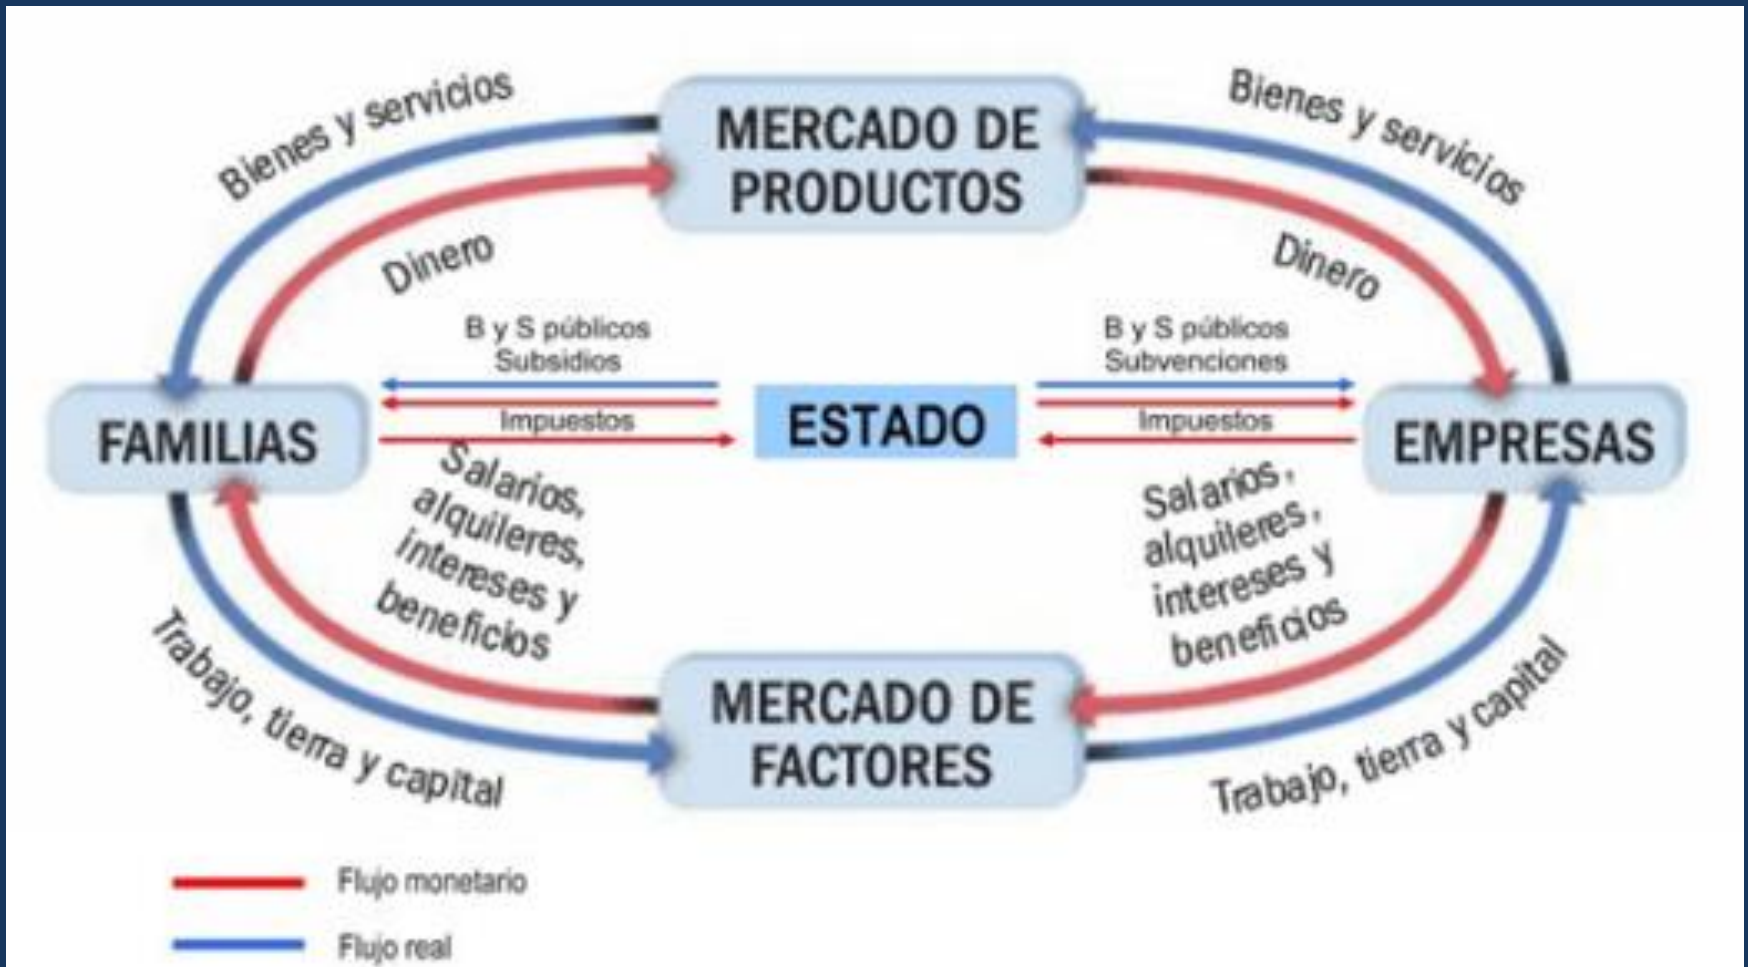 Bienes y servicios
Bienes y servicios
MERCADO DE
PRODUCTOS
Dinero
Dinero
B y S públicos
Subsidios
B y S públicos
Subvenciones
FAMILIAS
Impuestos
ESTADO
Impuestos
EMPRESAS
Salarios,
alquileres,
intereses y
beneficios
Salarios,
alquileres,
intereses y
beneficios
Trabajo, tierra y capital
MERCADO DE
FACTORES
Trabajo, tierra y capital
Flujo monetario
Flujo real